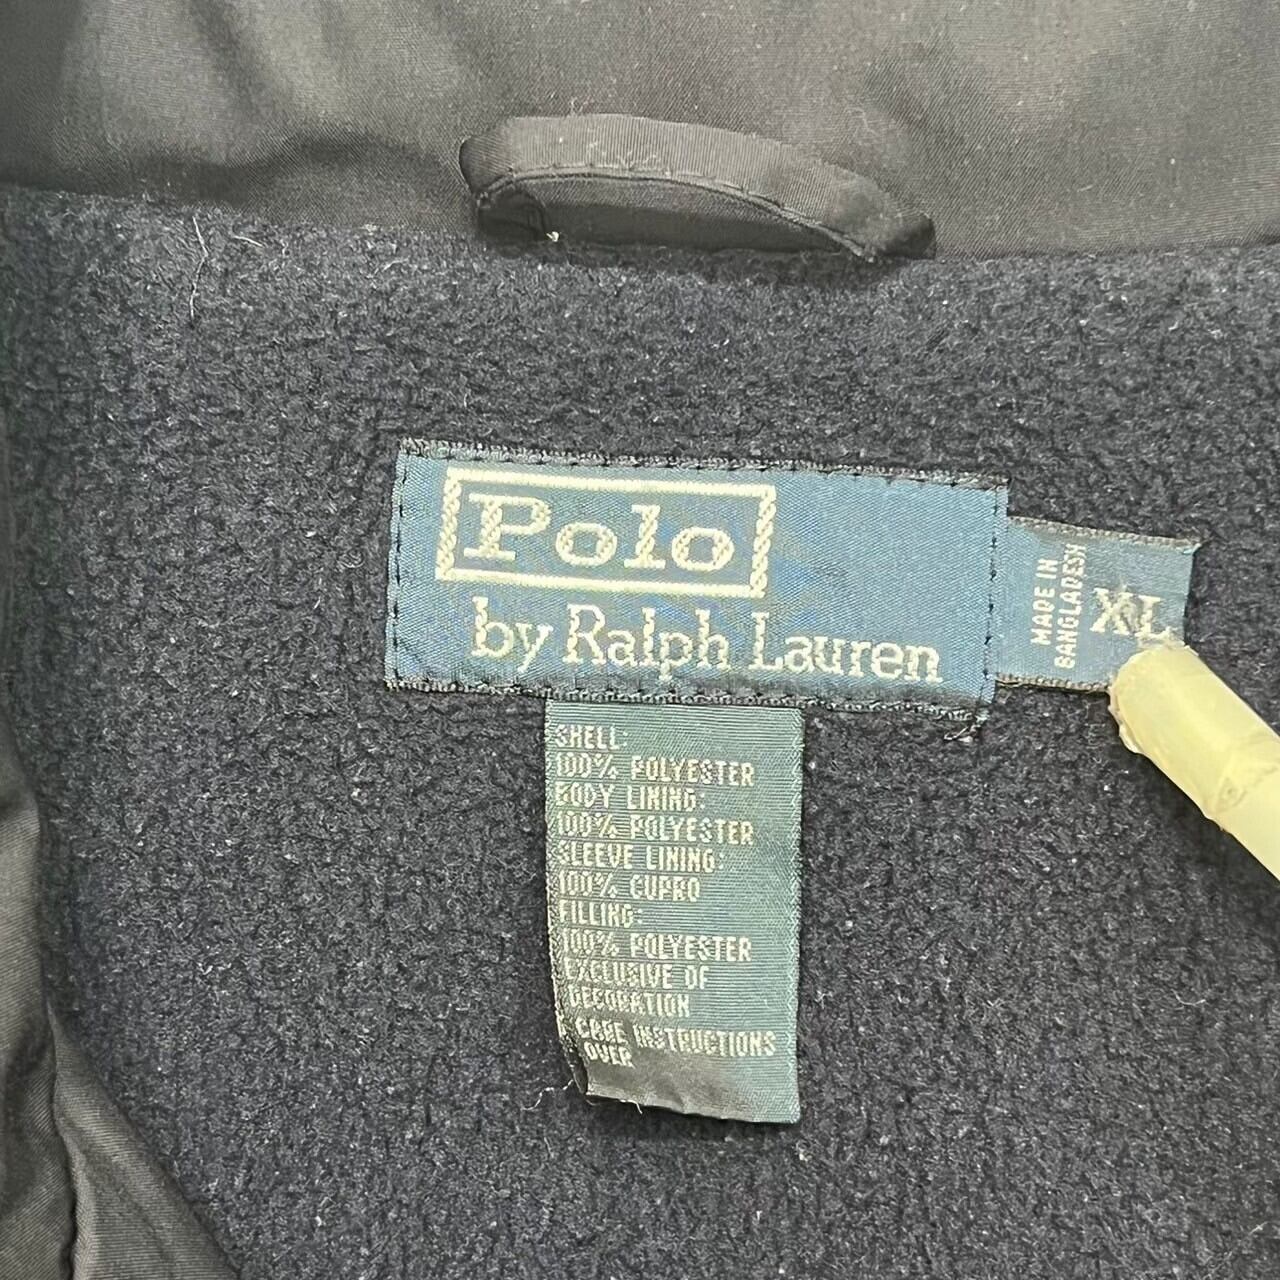 Polo
by Ralph Lauren
MADE IN
BANGLADESH
XL
SHELL:
100% POLYESTER
BODY LINING:
100% POLYESTER
SLEEVE LINING:
100% CUPRO
FILLING:
100% POLYESTER
EXCLUSIVE OF
DECORATION
CARE INSTRUCTIONS
OVER